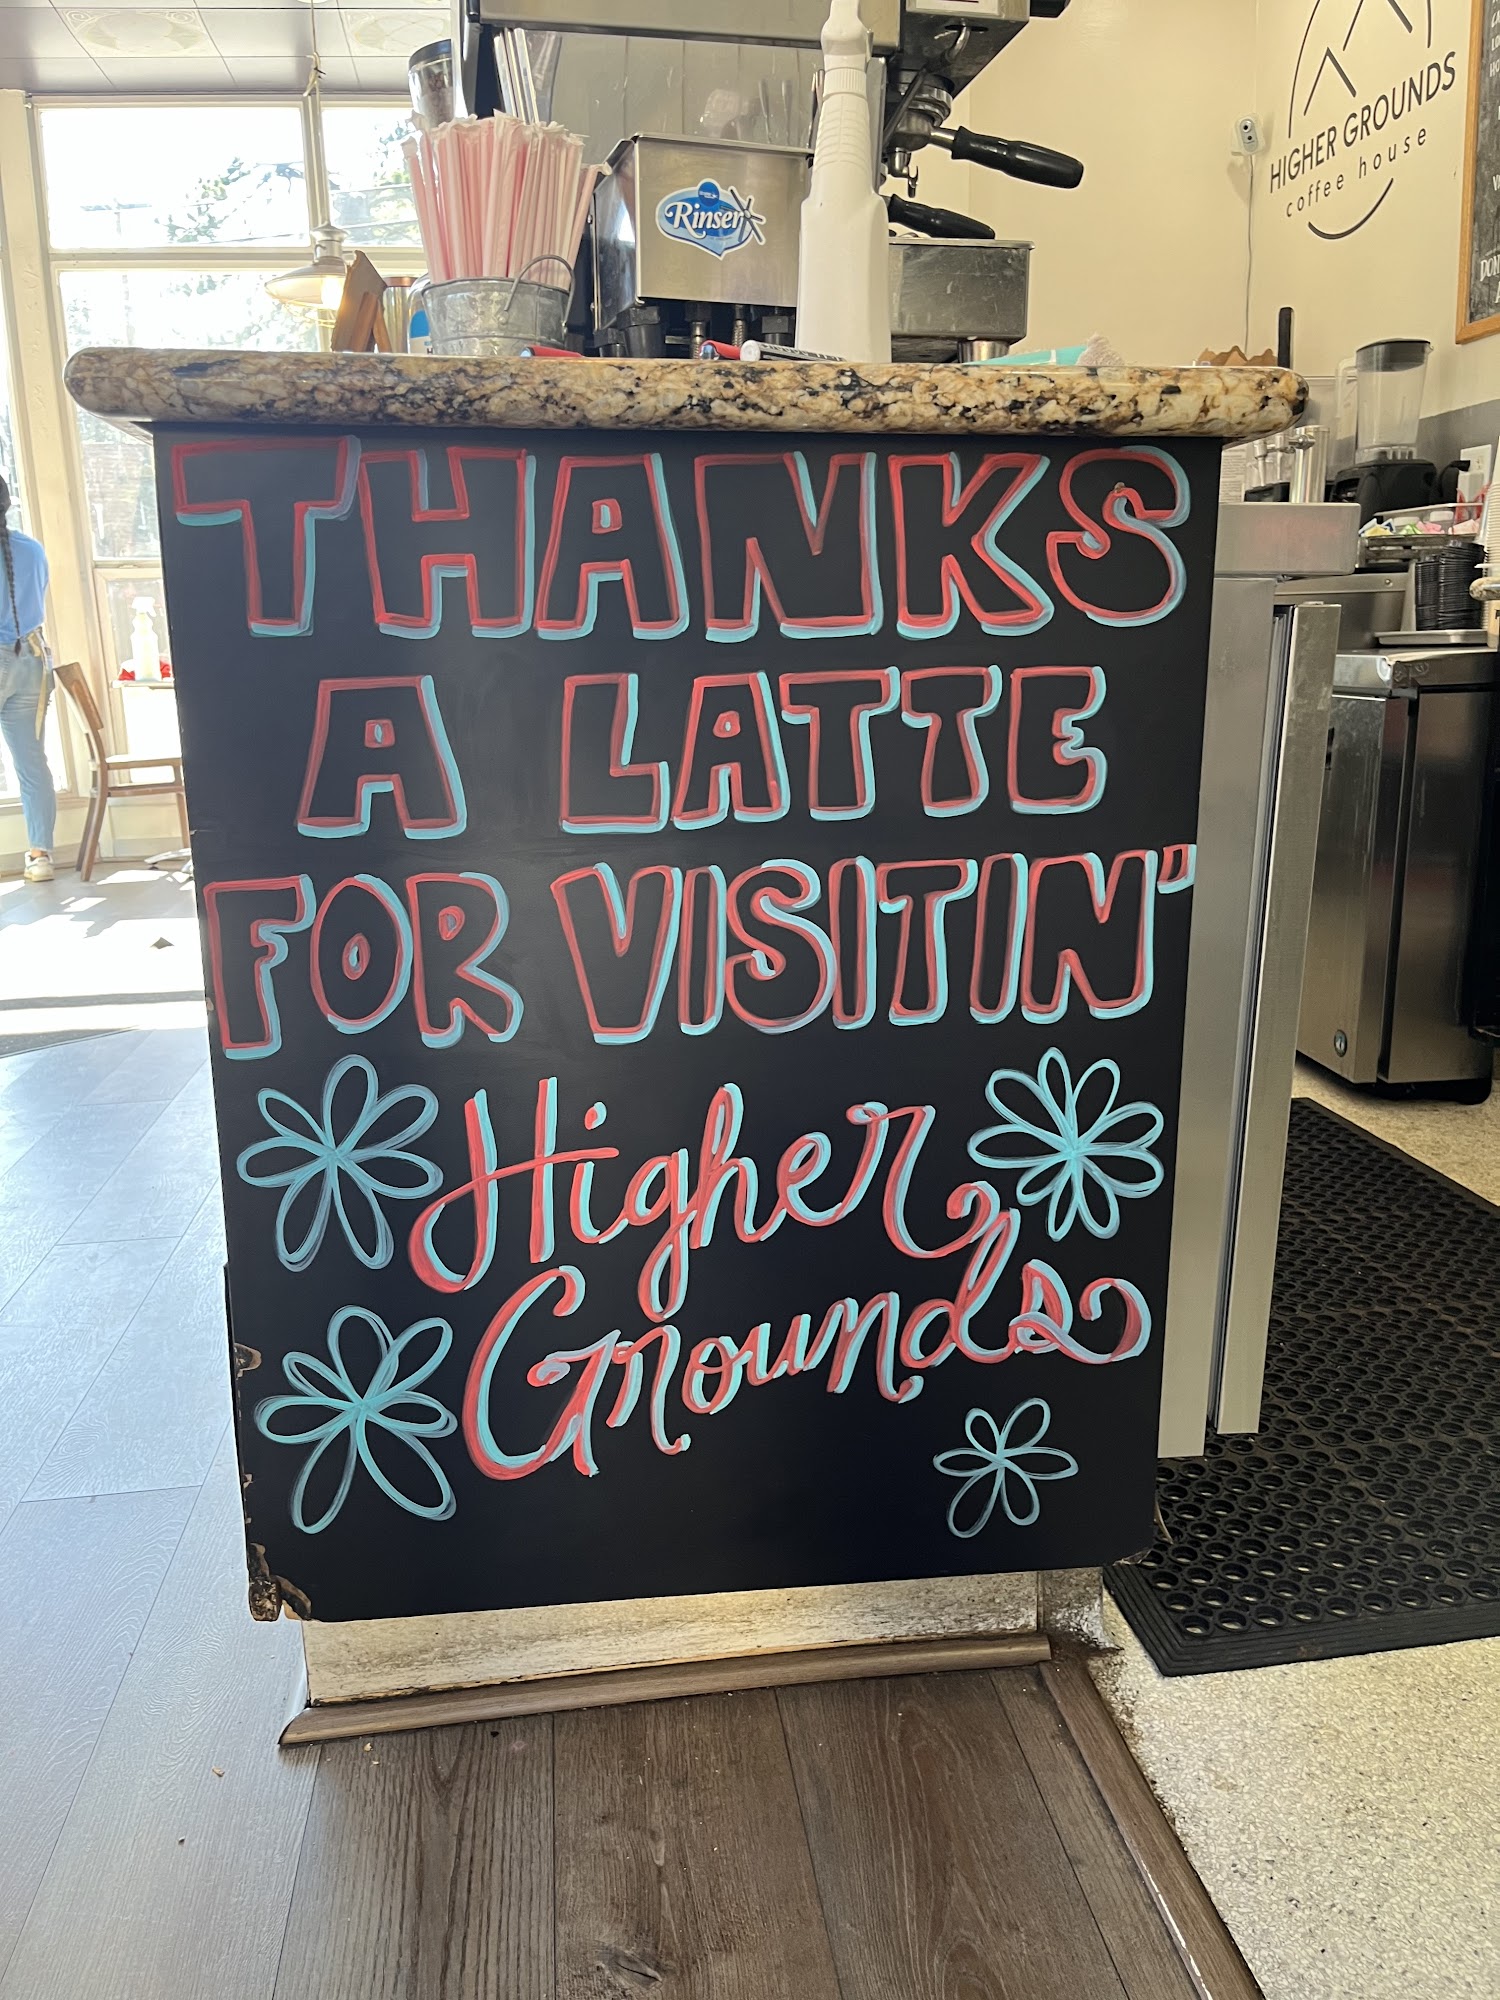 Rinser
HIGHER GROUNDS
coffee house
THANKS
A LATTE
FOR VISITIN'
Higher
Grounds